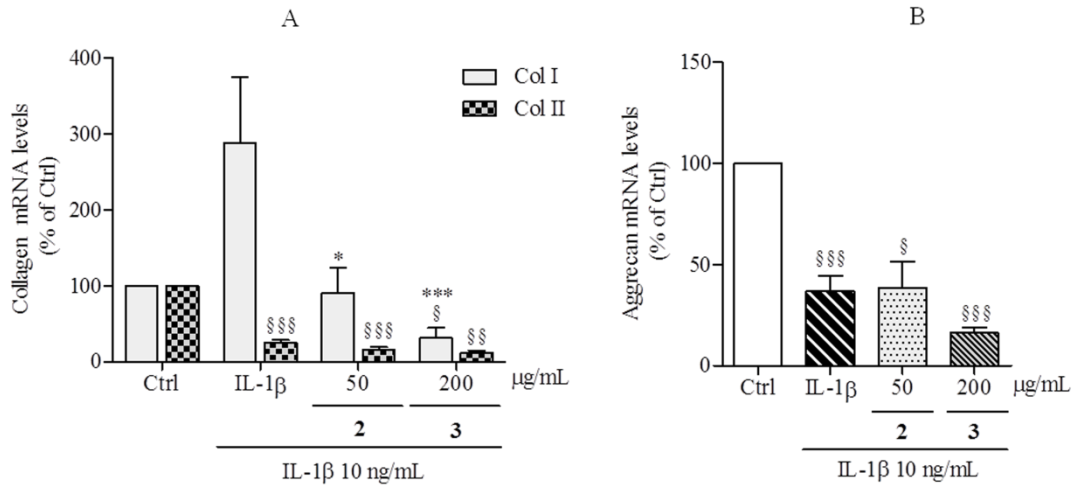 A
Collagen mRNA levels
(% of Ctrl)
400
300
200
100
0
Col I
Col II
§§§
*
§§§
***
§
§§
Ctrl
IL-1β
50
200
μg/mL
2
3
IL-1β 10 ng/mL
B
Aggrecan mRNA levels
(% of Ctrl)
150
100
50
0
§§§
§
§§§
Ctrl
IL-1β
50
200
μg/mL
2
3
IL-1β 10 ng/mL